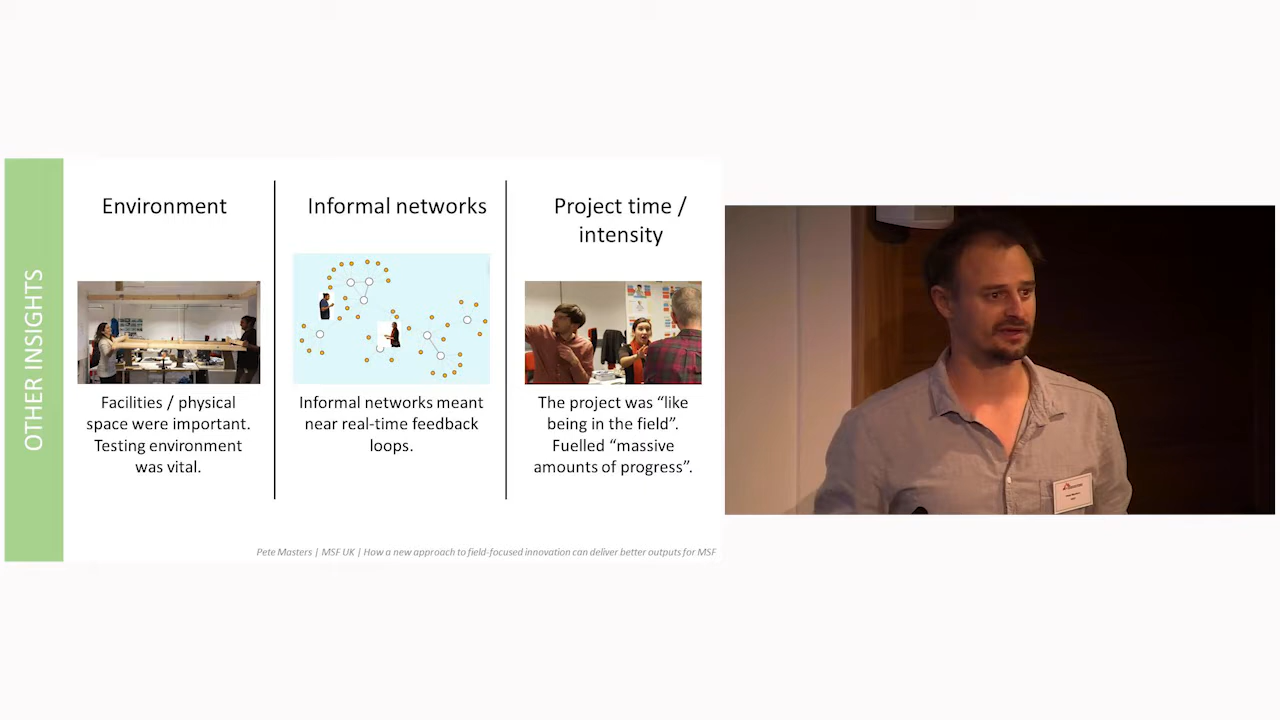 OTHER INSIGHTS
Environment
Facilities / physical
space were important.
Testing environment
was vital.
Informal networks
Informal networks meant
near real-time feedback
loops.
Project time /
intensity
The project was “like
being in the field”.
Fuelled “massive
amounts of progress”.
Pete Masters | MSF UK | How a new approach to field-focused innovation can deliver better outputs for MSF